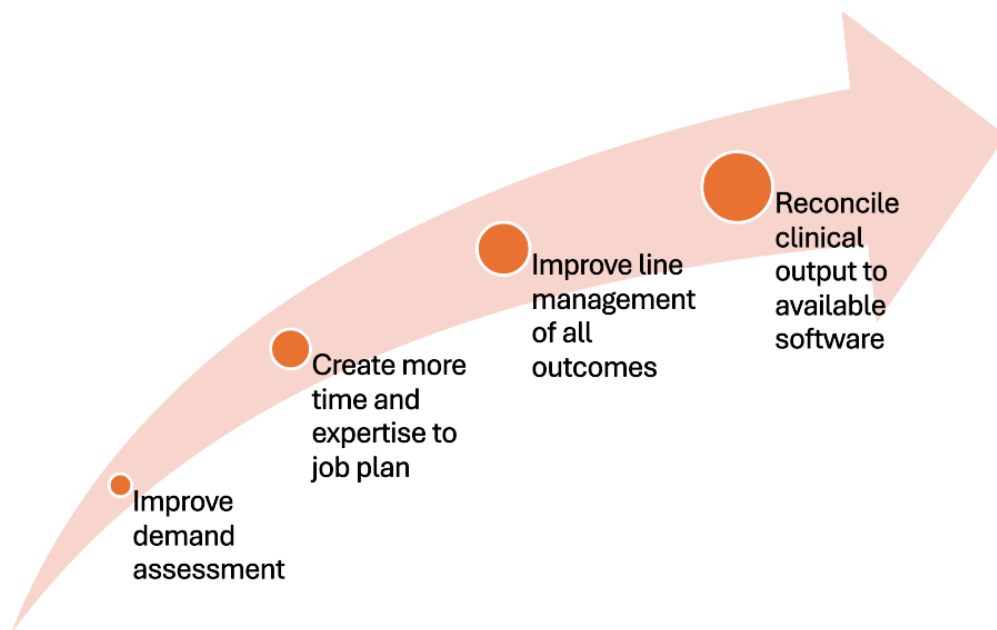 Improve
demand
assessment
Create more
time and
expertise to
job plan
Improve line
management
of all
outcomes
Reconcile
clinical
output to
available
software